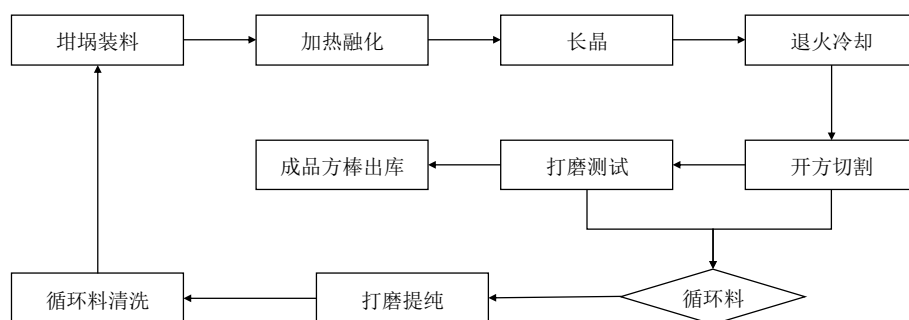 坩埚装料
加热融化
长晶
退火冷却
成品方棒出库
打磨测试
开方切割
循环料清洗
打磨提纯
循环料